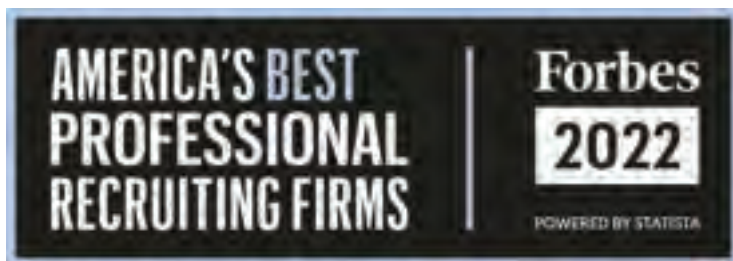 AMERICA'S BEST
PROFESSIONAL
RECRUITING FIRMS
Forbes
2022
POWERED BY STATISTA